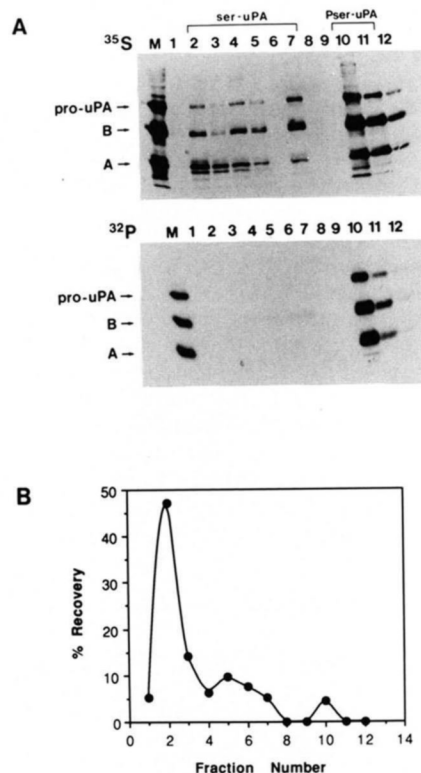 A
ser-uPA
Pser-uPA
35S M 1 2 3 4 5 6 7 8 9 10 11 12
pro-uPA →
B →
A →
32P M 1 2 3 4 5 6 7 8 9 10 11 12
pro-uPA →
B →
A →
B
% Recovery
50
40
30
20
10
0
0 2 4 6 8 10 12 14
Fraction Number